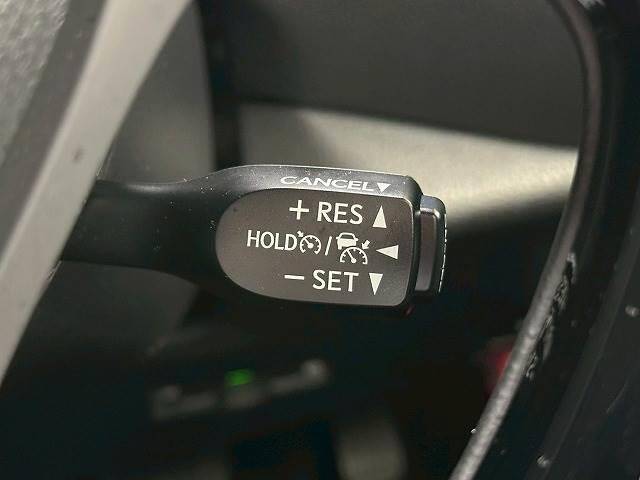 CANCEL▼
+ RES ▲
HOLD / ◀
− SET ▼